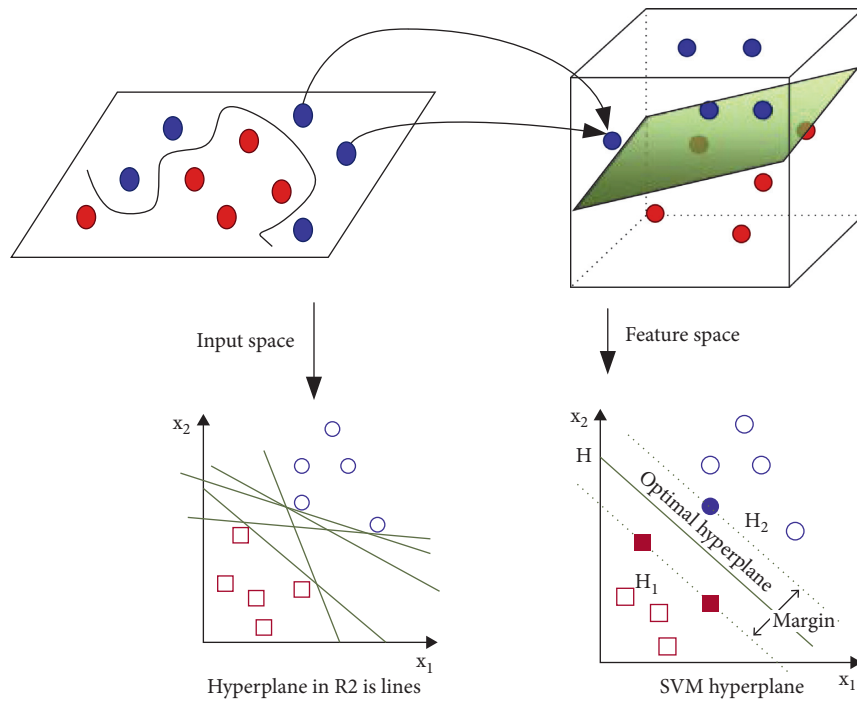 Input space
Feature space
x2
x1
Hyperplane in R2 is lines
x2
H
Optimal hyperplane
H2
H1
Margin
x1
SVM hyperplane